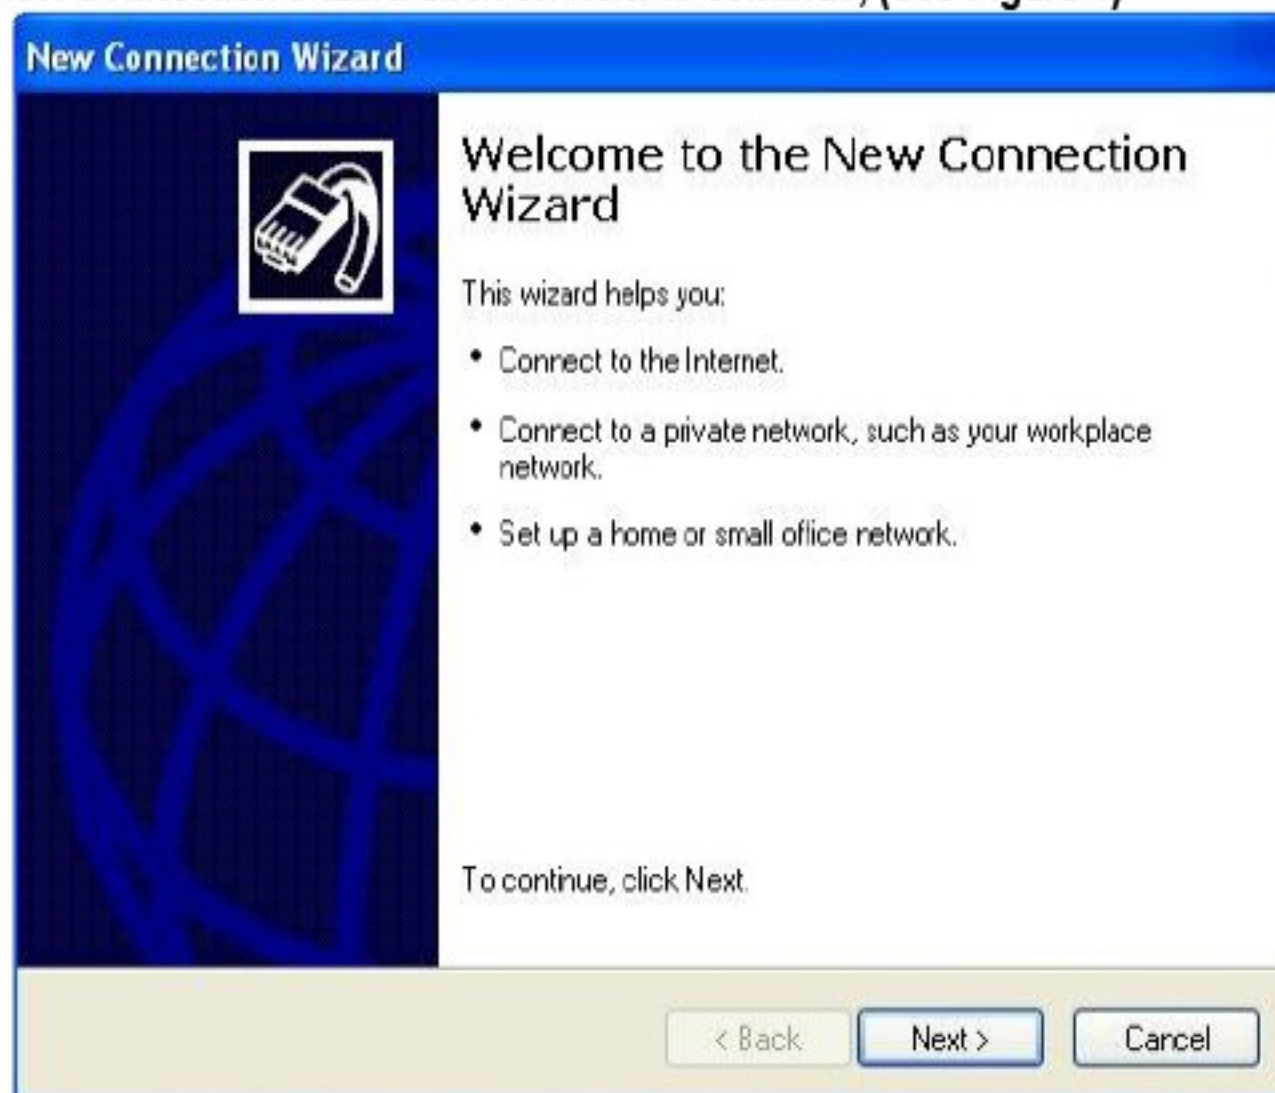 New Connection Wizard
Welcome to the New Connection
Wizard
This wizard helps you:
• Connect to the Internet.
• Connect to a private network, such as your workplace
network.
• Set up a home or small office network.
To continue, click Next.
< Back
Next >
Cancel